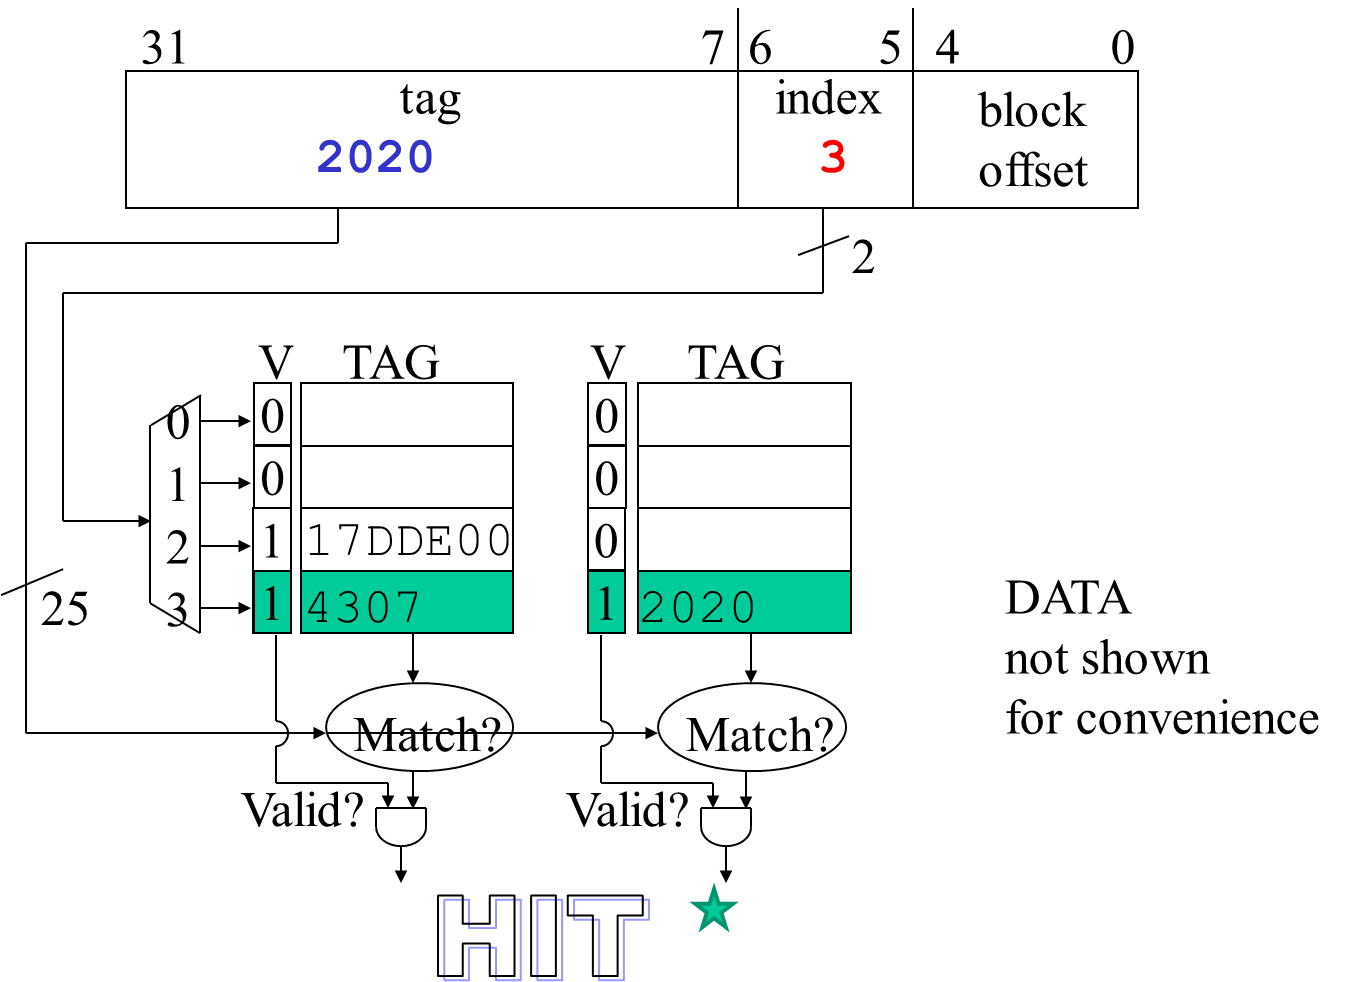 31 7 6 5 4 0
tag index block
2020 3 offset
2
V TAG V TAG
0 0 0
1 0 0
2 1 17DDE00 0
3 1 4307 1 2020
25
DATA
not shown
for convenience
Match? Match?
Valid? Valid?
HIT